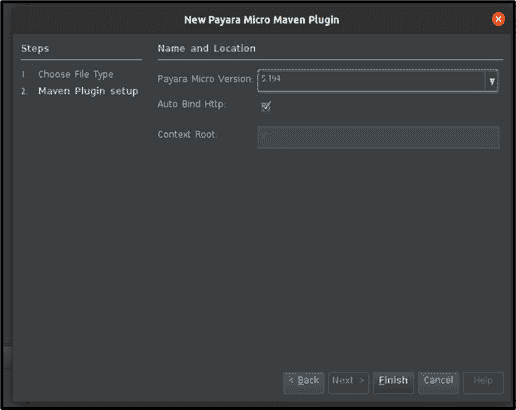 New Payara Micro Maven Plugin
Steps
1. Choose File Type
2. Maven Plugin setup
Name and Location
Payara Micro Version: 5.194
Auto Bind Http:
Context Root: /
< Back Next > Finish Cancel Help